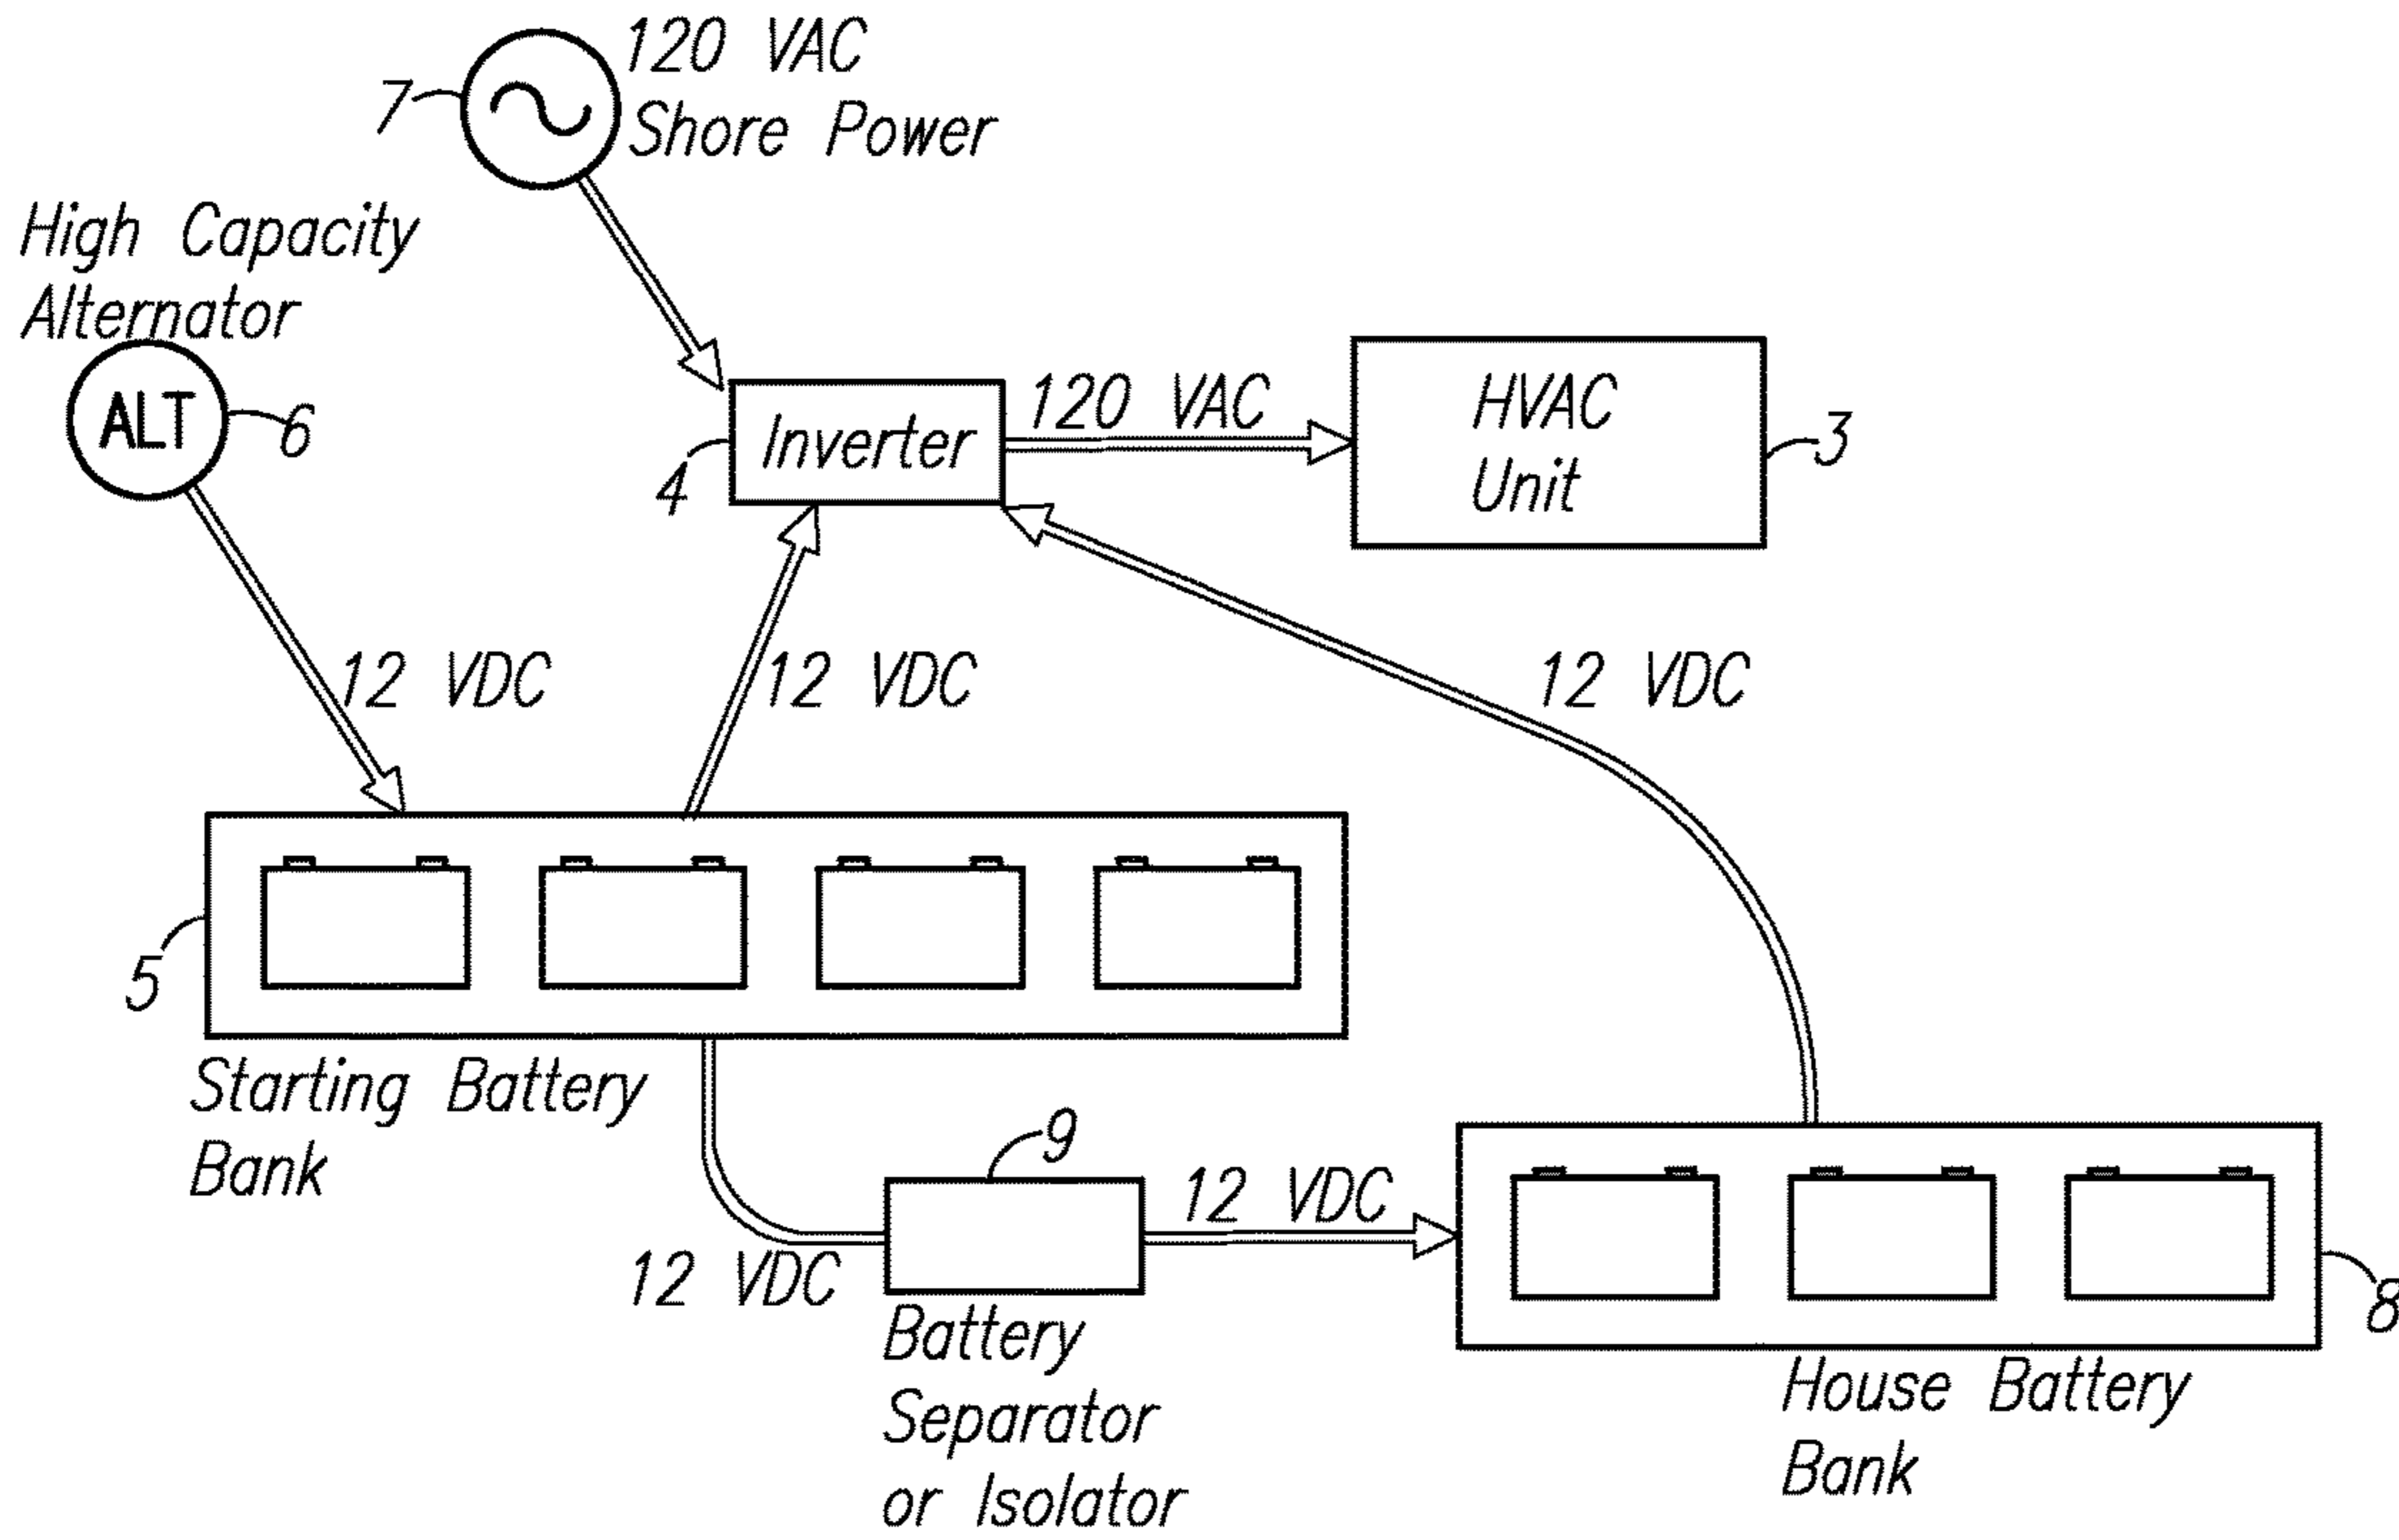 120 VAC
Shore Power
7
High Capacity
Alternator
ALT
6
Inverter
4
120 VAC
HVAC
Unit
3
12 VDC
12 VDC
12 VDC
5
Starting Battery
Bank
9
12 VDC
12 VDC
Battery
Separator
or Isolator
8
House Battery
Bank